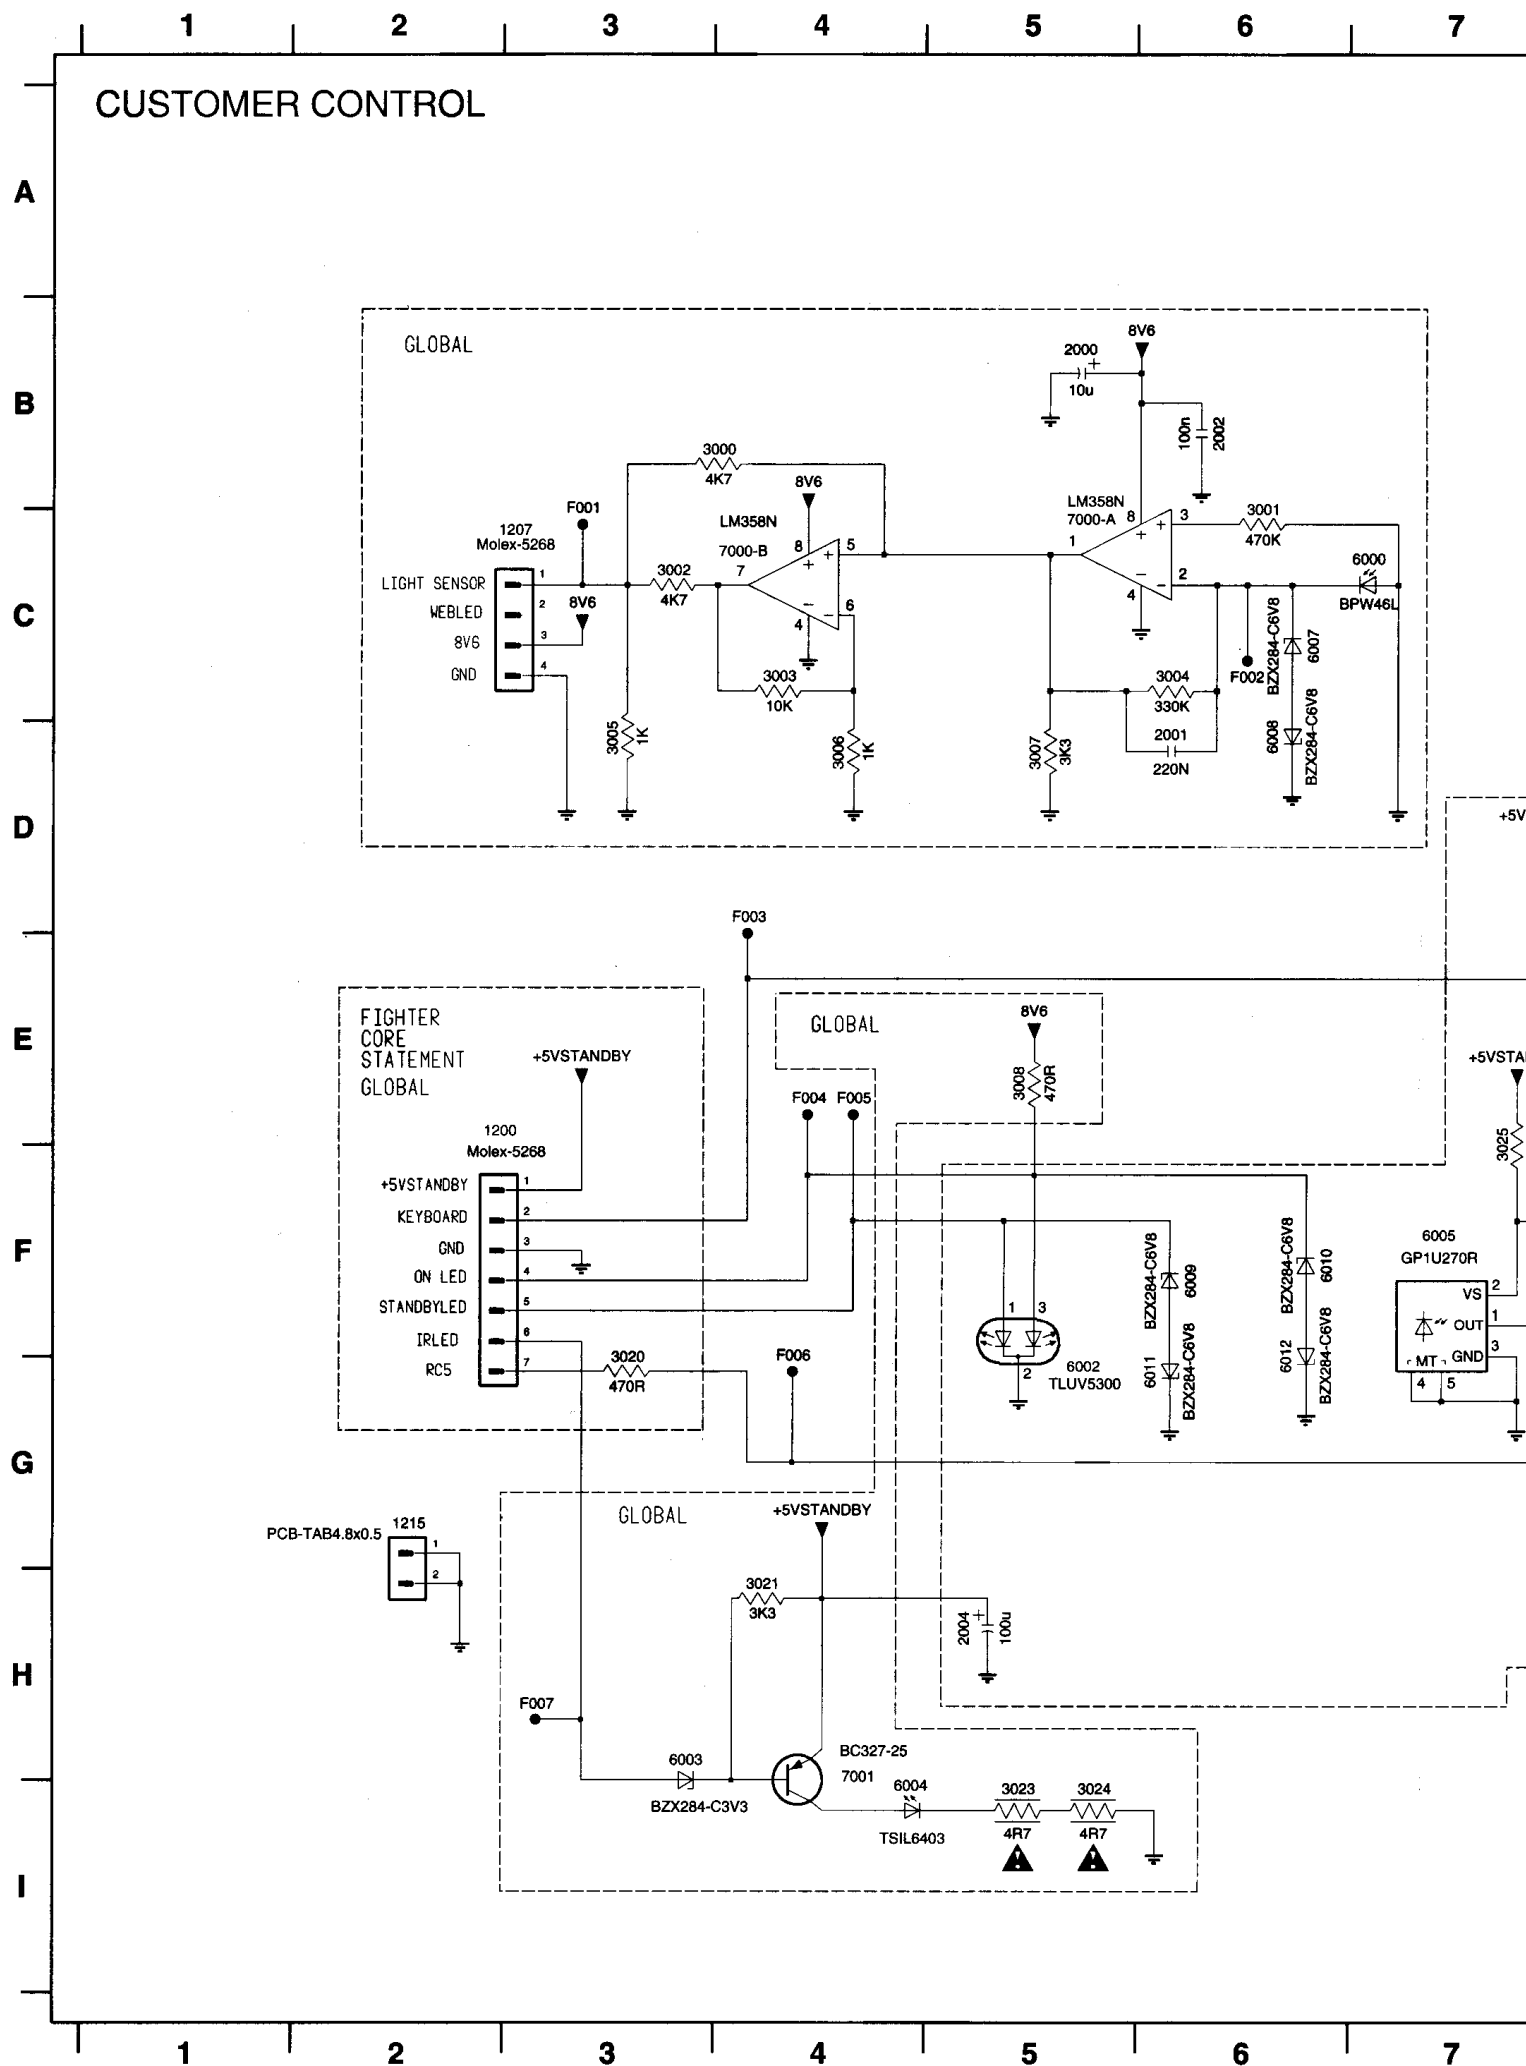 1 2 3 4 5 6 7
CUSTOMER CONTROL
A
B
C
D
E
F
G
H
I
GLOBAL
8V6
2000
+
10u
100n
2002
3000
4K7
8V6
F001
1207
Molex-5268
LM358N
7000-B
8
+
+
5
7
4
−
−
6
LM358N
7000-A
8
+
+
3
1
4
−
−
2
3001
470K
6000
BPW46L
LIGHT SENSOR
1
WEBLED
2
8V6
3
GND
4
8V6
3002
4K7
3003
10K
3004
330K
2001
220N
F002
BZX284-C6V8
6007
6008
BZX284-C6V8
3005
1K
3006
1K
3007
3K3
+5V
F003
FIGHTER
CORE
STATEMENT
GLOBAL
+5VSTANDBY
1200
Molex-5268
+5VSTANDBY
1
KEYBOARD
2
GND
3
ON LED
4
STANDBYLED
5
IRLED
6
RC5
7
3020
470R
GLOBAL
8V6
3008
470R
F004 F005
F006
1
3
2
6002
TLUV5300
BZX284-C6V8
6009
6011
BZX284-C6V8
BZX284-C6V8
6010
6012
BZX284-C6V8
+5VSTA
3025
6005
GP1U270R
VS
2
OUT
1
GND
3
MT
4
5
PCB-TAB4.8x0.5
1215
1
2
GLOBAL
+5VSTANDBY
3021
3K3
2004
+
100u
F007
6003
BZX284-C3V3
BC327-25
7001
6004
TSIL6403
3023
4R7
3024
4R7
1 2 3 4 5 6 7